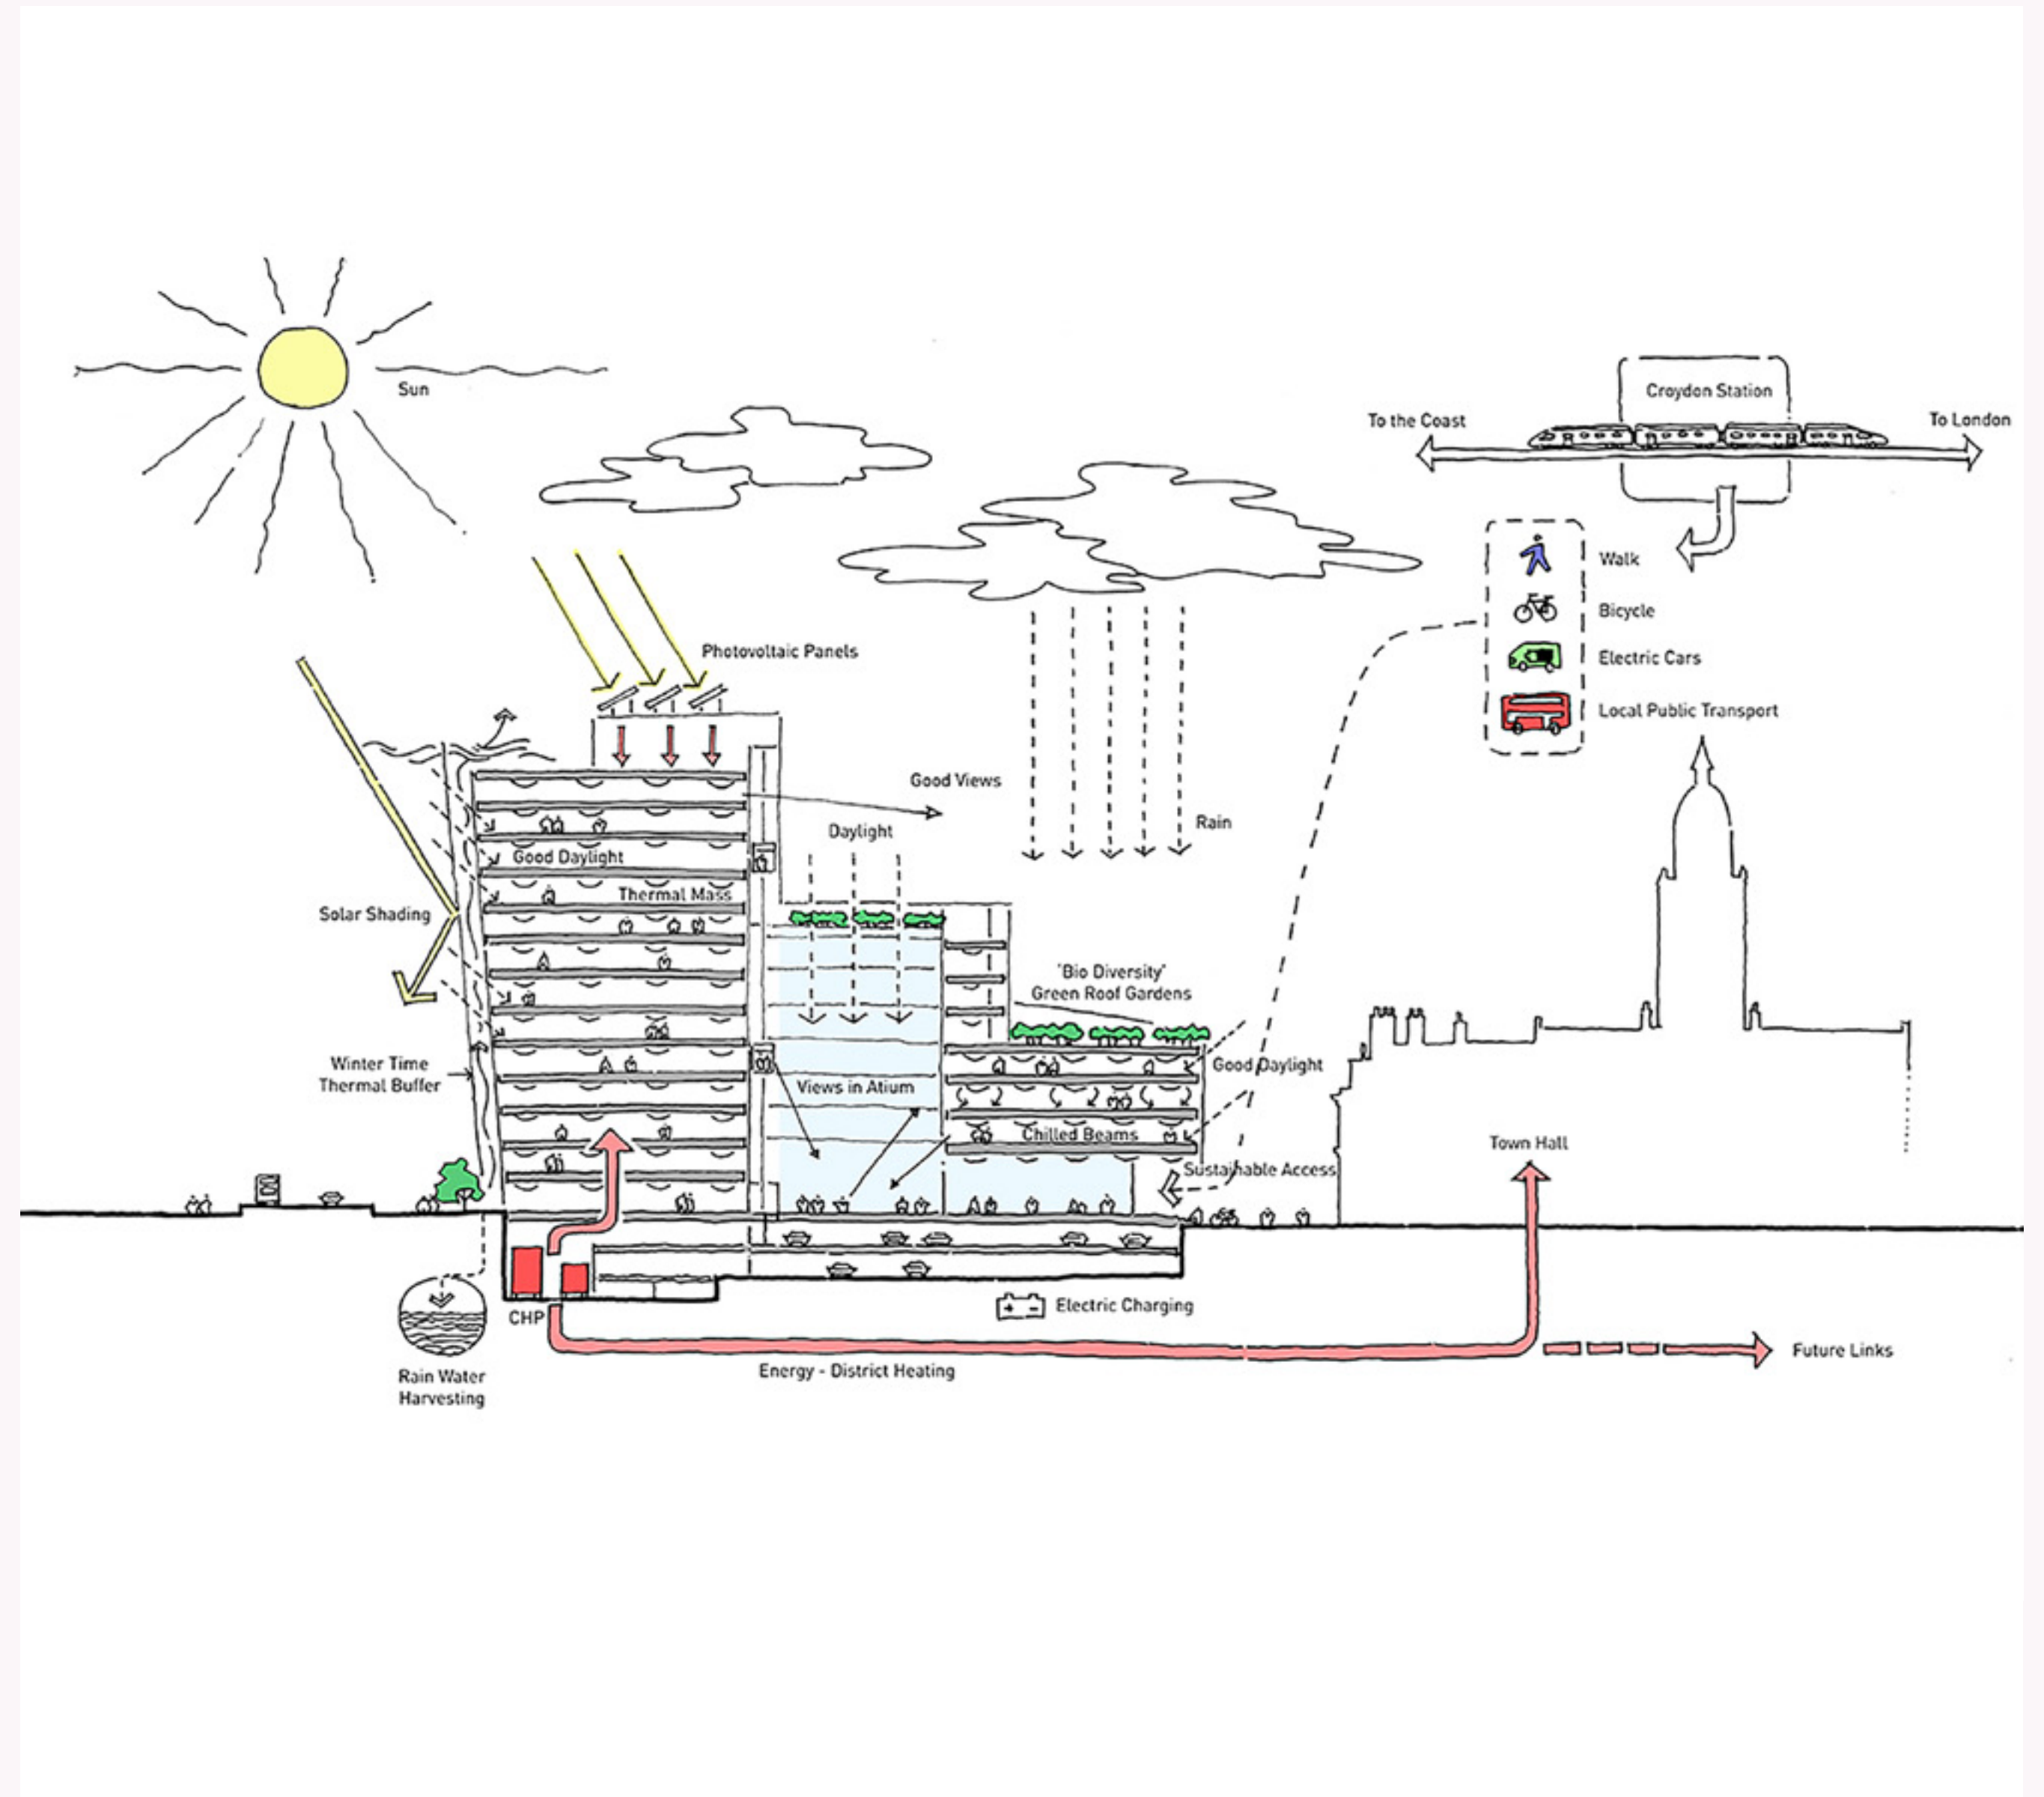 Sun
Croydon Station
To the Coast
To London
Walk
Bicycle
Electric Cars
Local Public Transport
Photovoltaic Panels
Good Views
Daylight
Rain
Good Daylight
Thermal Mass
Solar Shading
'Bio Diversity'
Green Roof Gardens
Winter Time
Thermal Buffer
Good Daylight
Views in Atium
Chilled Beams
Town Hall
Sustainable Access
CHP
Electric Charging
Rain Water
Harvesting
Energy - District Heating
Future Links